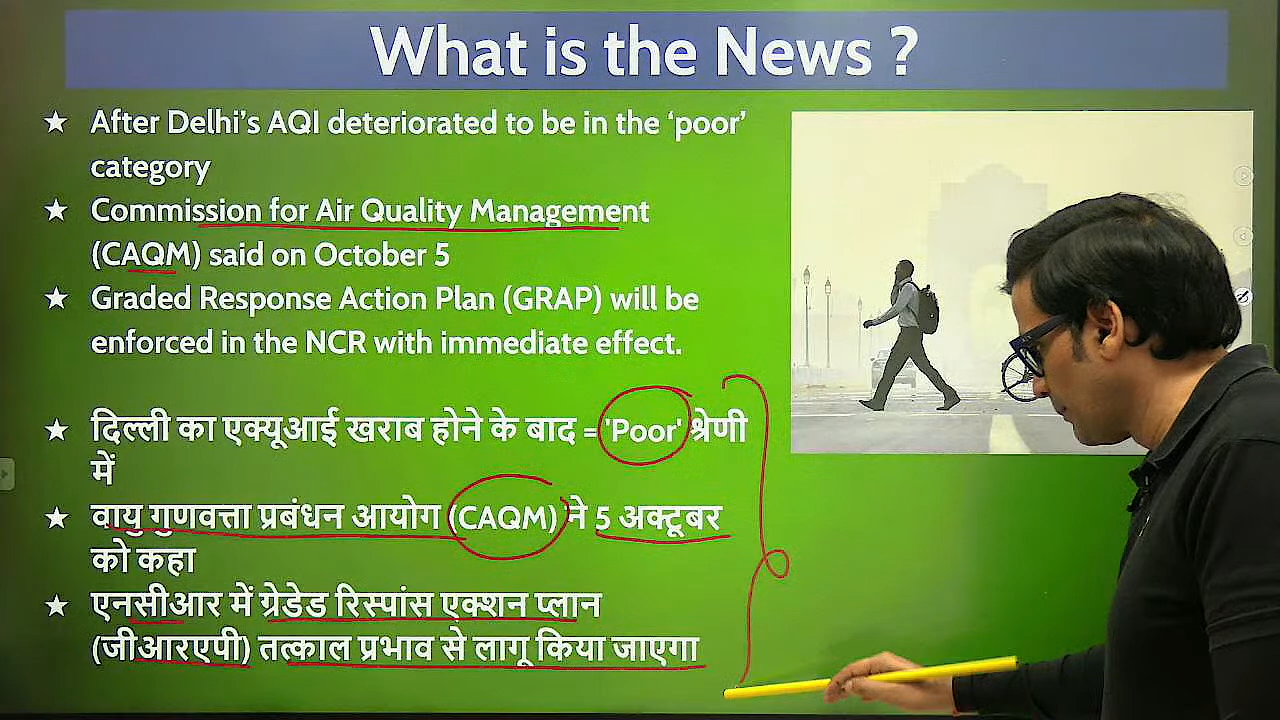 What is the News ?
★ After Delhi's AQI deteriorated to be in the 'poor'
category
★ Commission for Air Quality Management
(CAQM) said on October 5
★ Graded Response Action Plan (GRAP) will be
enforced in the NCR with immediate effect.
★ दिल्ली का एक्यूआई खराब होने के बाद = 'Poor' श्रेणी
में
★ वायु गुणवत्ता प्रबंधन आयोग (CAQM) ने 5 अक्टूबर
को कहा
★ एनसीआर में ग्रेडेड रिस्पांस एक्शन प्लान
(जीआरएपी) तत्काल प्रभाव से लागू किया जाएगा